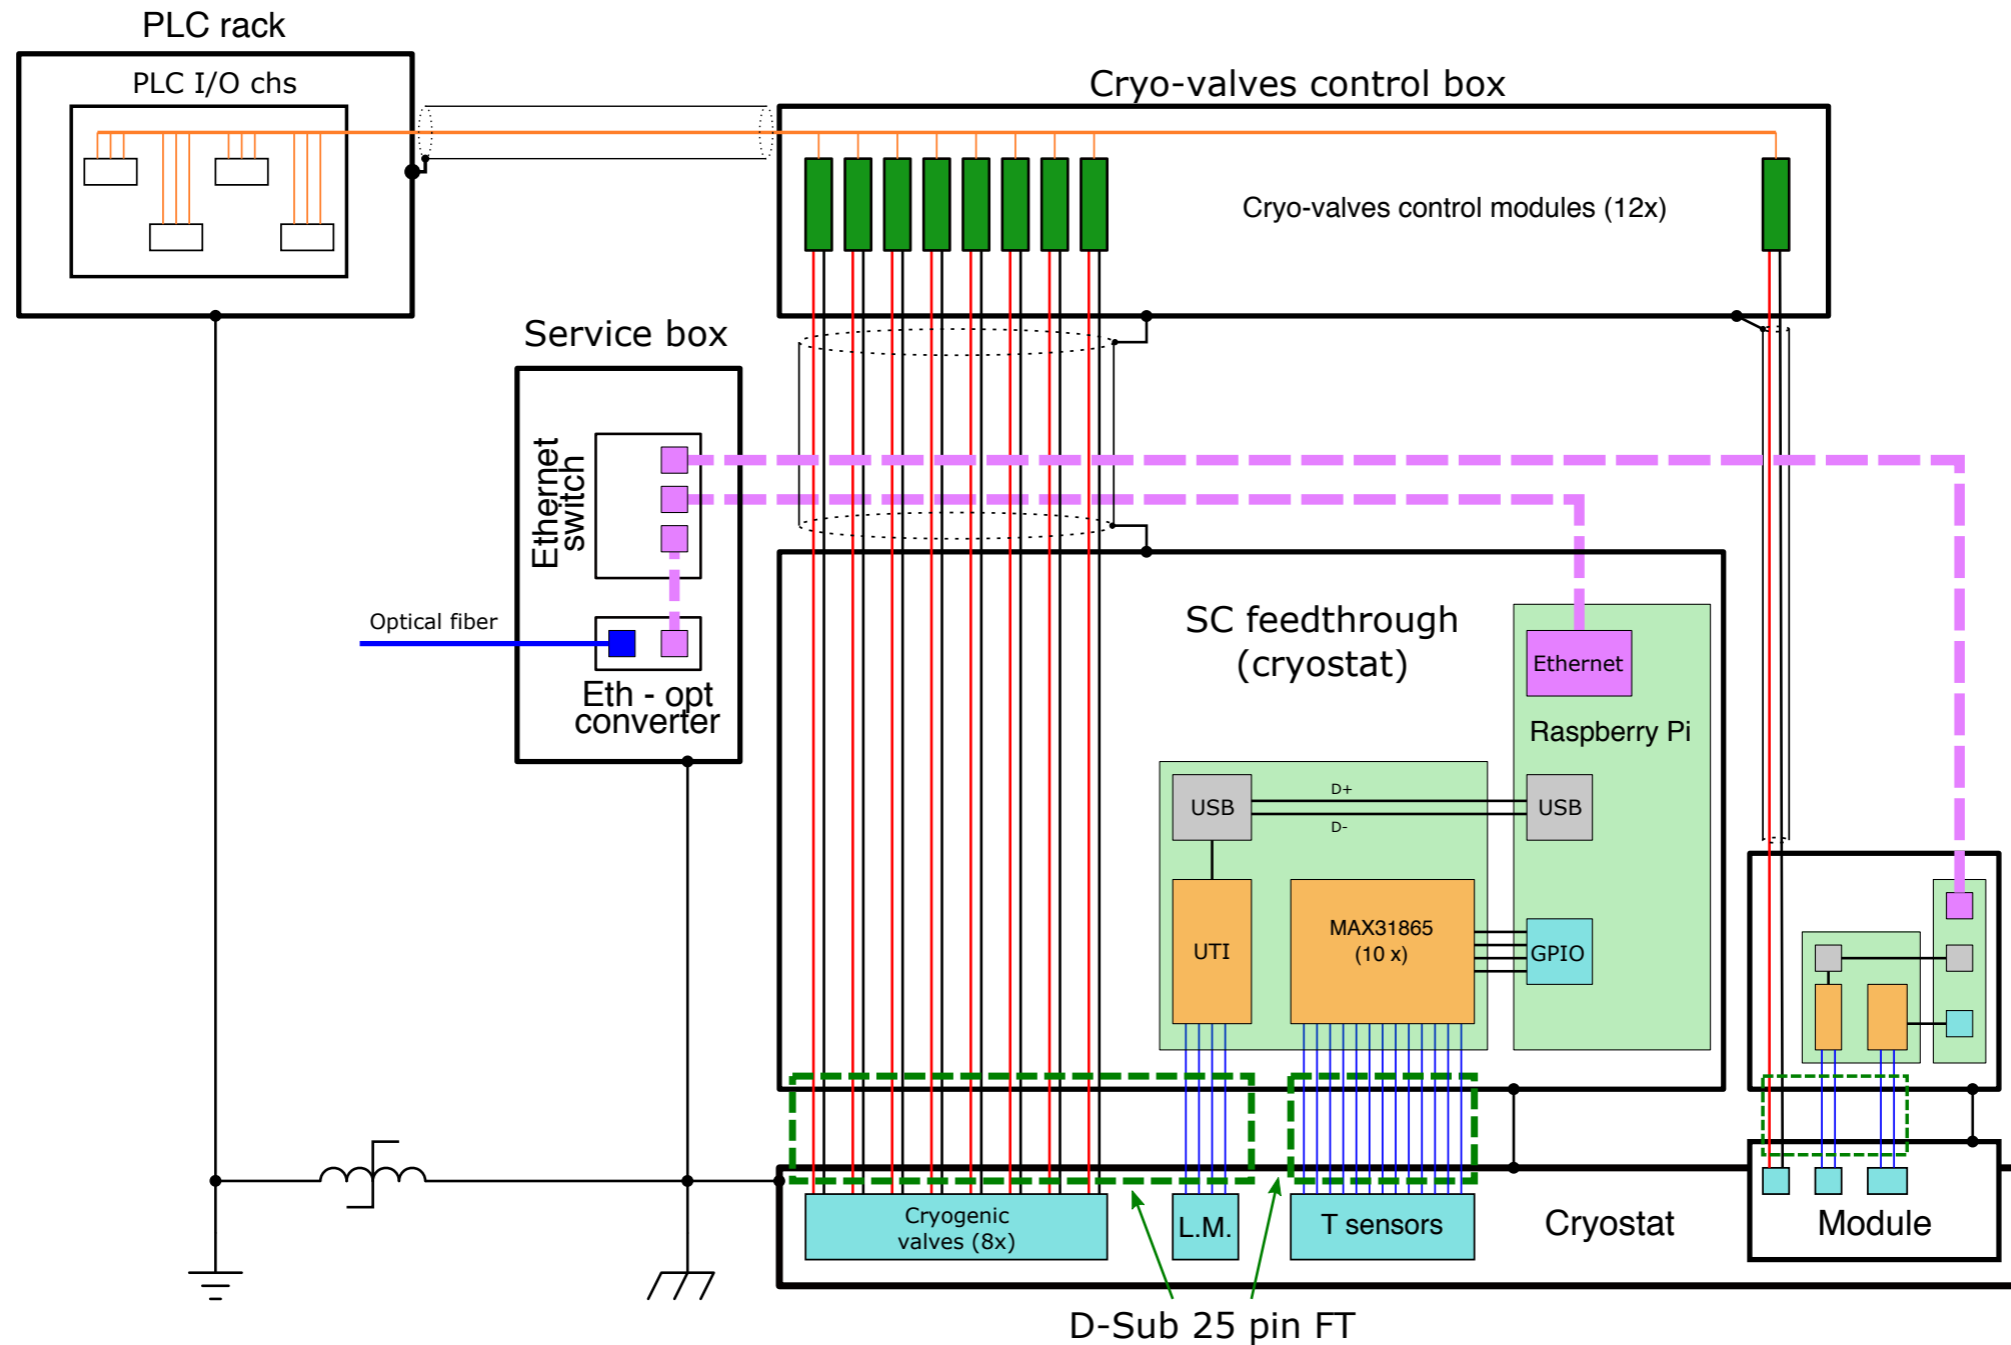 PLC rack
PLC I/O chs
Cryo-valves control box
Cryo-valves control modules (12x)
Service box
Ethernet
switch
Optical fiber
Eth - opt
converter
SC feedthrough
(cryostat)
Ethernet
Raspberry Pi
USB
D+
D-
USB
UTI
MAX31865
(10 x)
GPIO
Cryogenic
valves (8x)
L.M.
T sensors
Cryostat
Module
D-Sub 25 pin FT